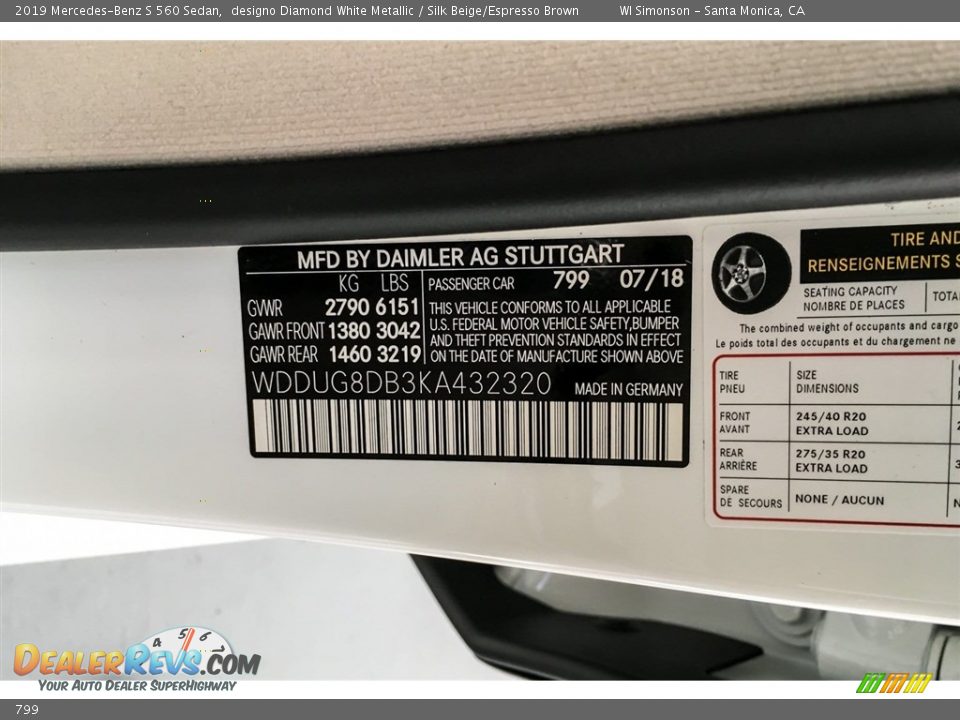 2019 Mercedes-Benz S 560 Sedan, designo Diamond White Metallic / Silk Beige/Espresso Brown WI Simonson - Santa Monica, CA
MFD BY DAIMLER AG STUTTGART
KG LBS
GVWR 2790 6151
GAWR FRONT 1380 3042
GAWR REAR 1460 3219
PASSENGER CAR 799 07/18
THIS VEHICLE CONFORMS TO ALL APPLICABLE
U.S. FEDERAL MOTOR VEHICLE SAFETY,BUMPER
AND THEFT PREVENTION STANDARDS IN EFFECT
ON THE DATE OF MANUFACTURE SHOWN ABOVE
WDDUG8DB3KA432320 MADE IN GERMANY
TIRE AND
RENSEIGNEMENTS S
SEATING CAPACITY
NOMBRE DE PLACES
TOTA
The combined weight of occupants and cargo
Le poids total des occupants et du chargement ne
TIRE SIZE
PNEU DIMENSIONS
FRONT 245/40 R20
AVANT EXTRA LOAD
REAR 275/35 R20
ARRIÈRE EXTRA LOAD
SPARE
DE SECOURS NONE / AUCUN
4 5 6
DEALERREVS.COM
YOUR AUTO DEALER SUPERHIGHWAY
799